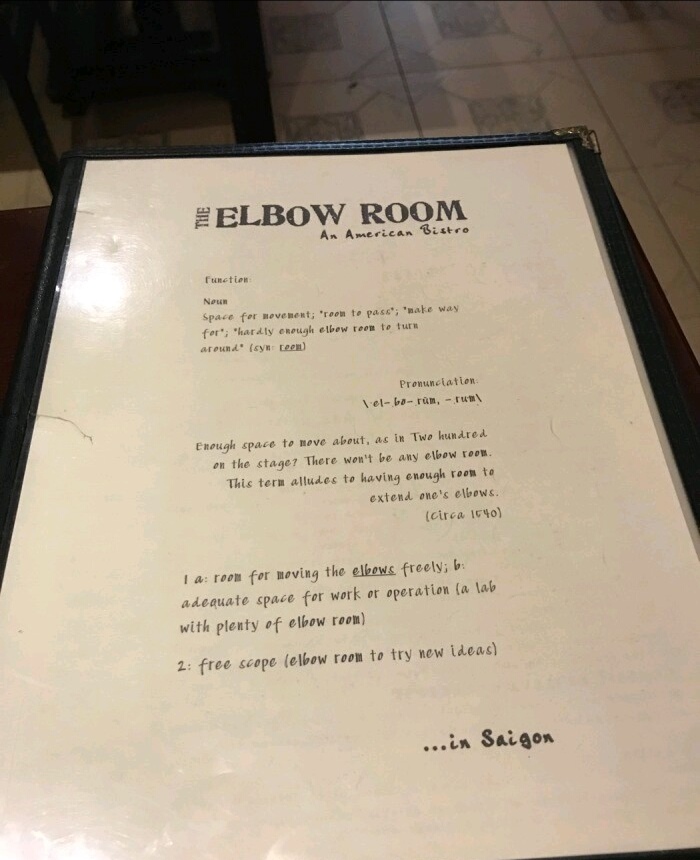 THE ELBOW ROOM
An American Bistro
Function:
Noun
Space for movement; "room to pass"; "make way
for"; "hardly enough elbow room to turn
around" (syn: room)
Pronunciation:
\ˈel-ˌbō-ˌrüm, -ˌru̇m\
Enough space to move about, as in Two hundred
on the stage? There won't be any elbow room.
This term alludes to having enough room to
extend one's elbows.
(Circa 1540)
1 a: room for moving the elbows freely; b:
adequate space for work or operation (a lab
with plenty of elbow room)
2: free scope (elbow room to try new ideas)
...in Saigon